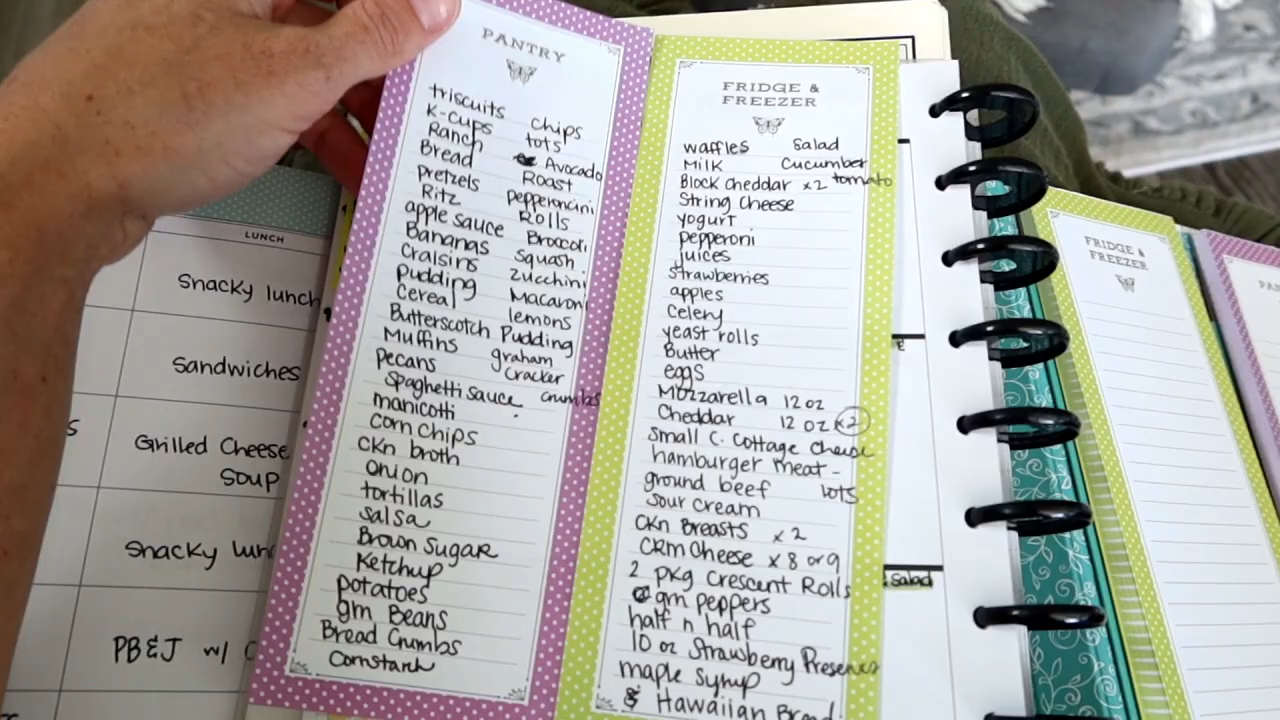 LUNCH
Snacky lunch
Sandwiches
Grilled Cheese
Soup
Snacky
PB&J w/
PANTRY
triscuits chips
K-cups tots
Ranch Avocado
Bread Roast
pretzels pepperoncini
Ritz Rolls
apple sauce Broccoli
Bananas Squash
Craisins zucchini
Pudding Macaroni
Cereal lemons
Butterscotch Pudding
Muffins graham
pecans cracker
Spaghetti sauce crumbs
manicotti
corn chips
CKn broth
onion
tortillas
salsa
Brown Sugar
Ketchup
potatoes
gm Beans
Bread Crumbs
Cornstarch
FRIDGE &
FREEZER
waffles salad
Milk Cucumber
Block cheddar x2 tomato
String Cheese
yogurt
pepperoni
juices
strawberries
apples
celery
yeast rolls
Butter
eggs
Mozzarella 12 oz
Cheddar 12 oz x2
Small C. Cottage Cheese
hamburger meat -
ground beef lots
sour cream
CKn Breasts x 2
CRM Cheese x 8 or 9
2 pkg Crescent Rolls
gm peppers
half n half
10 oz Strawberry
maple syrup
Hawaiian Bread
salad
FRIDGE &
FREEZER